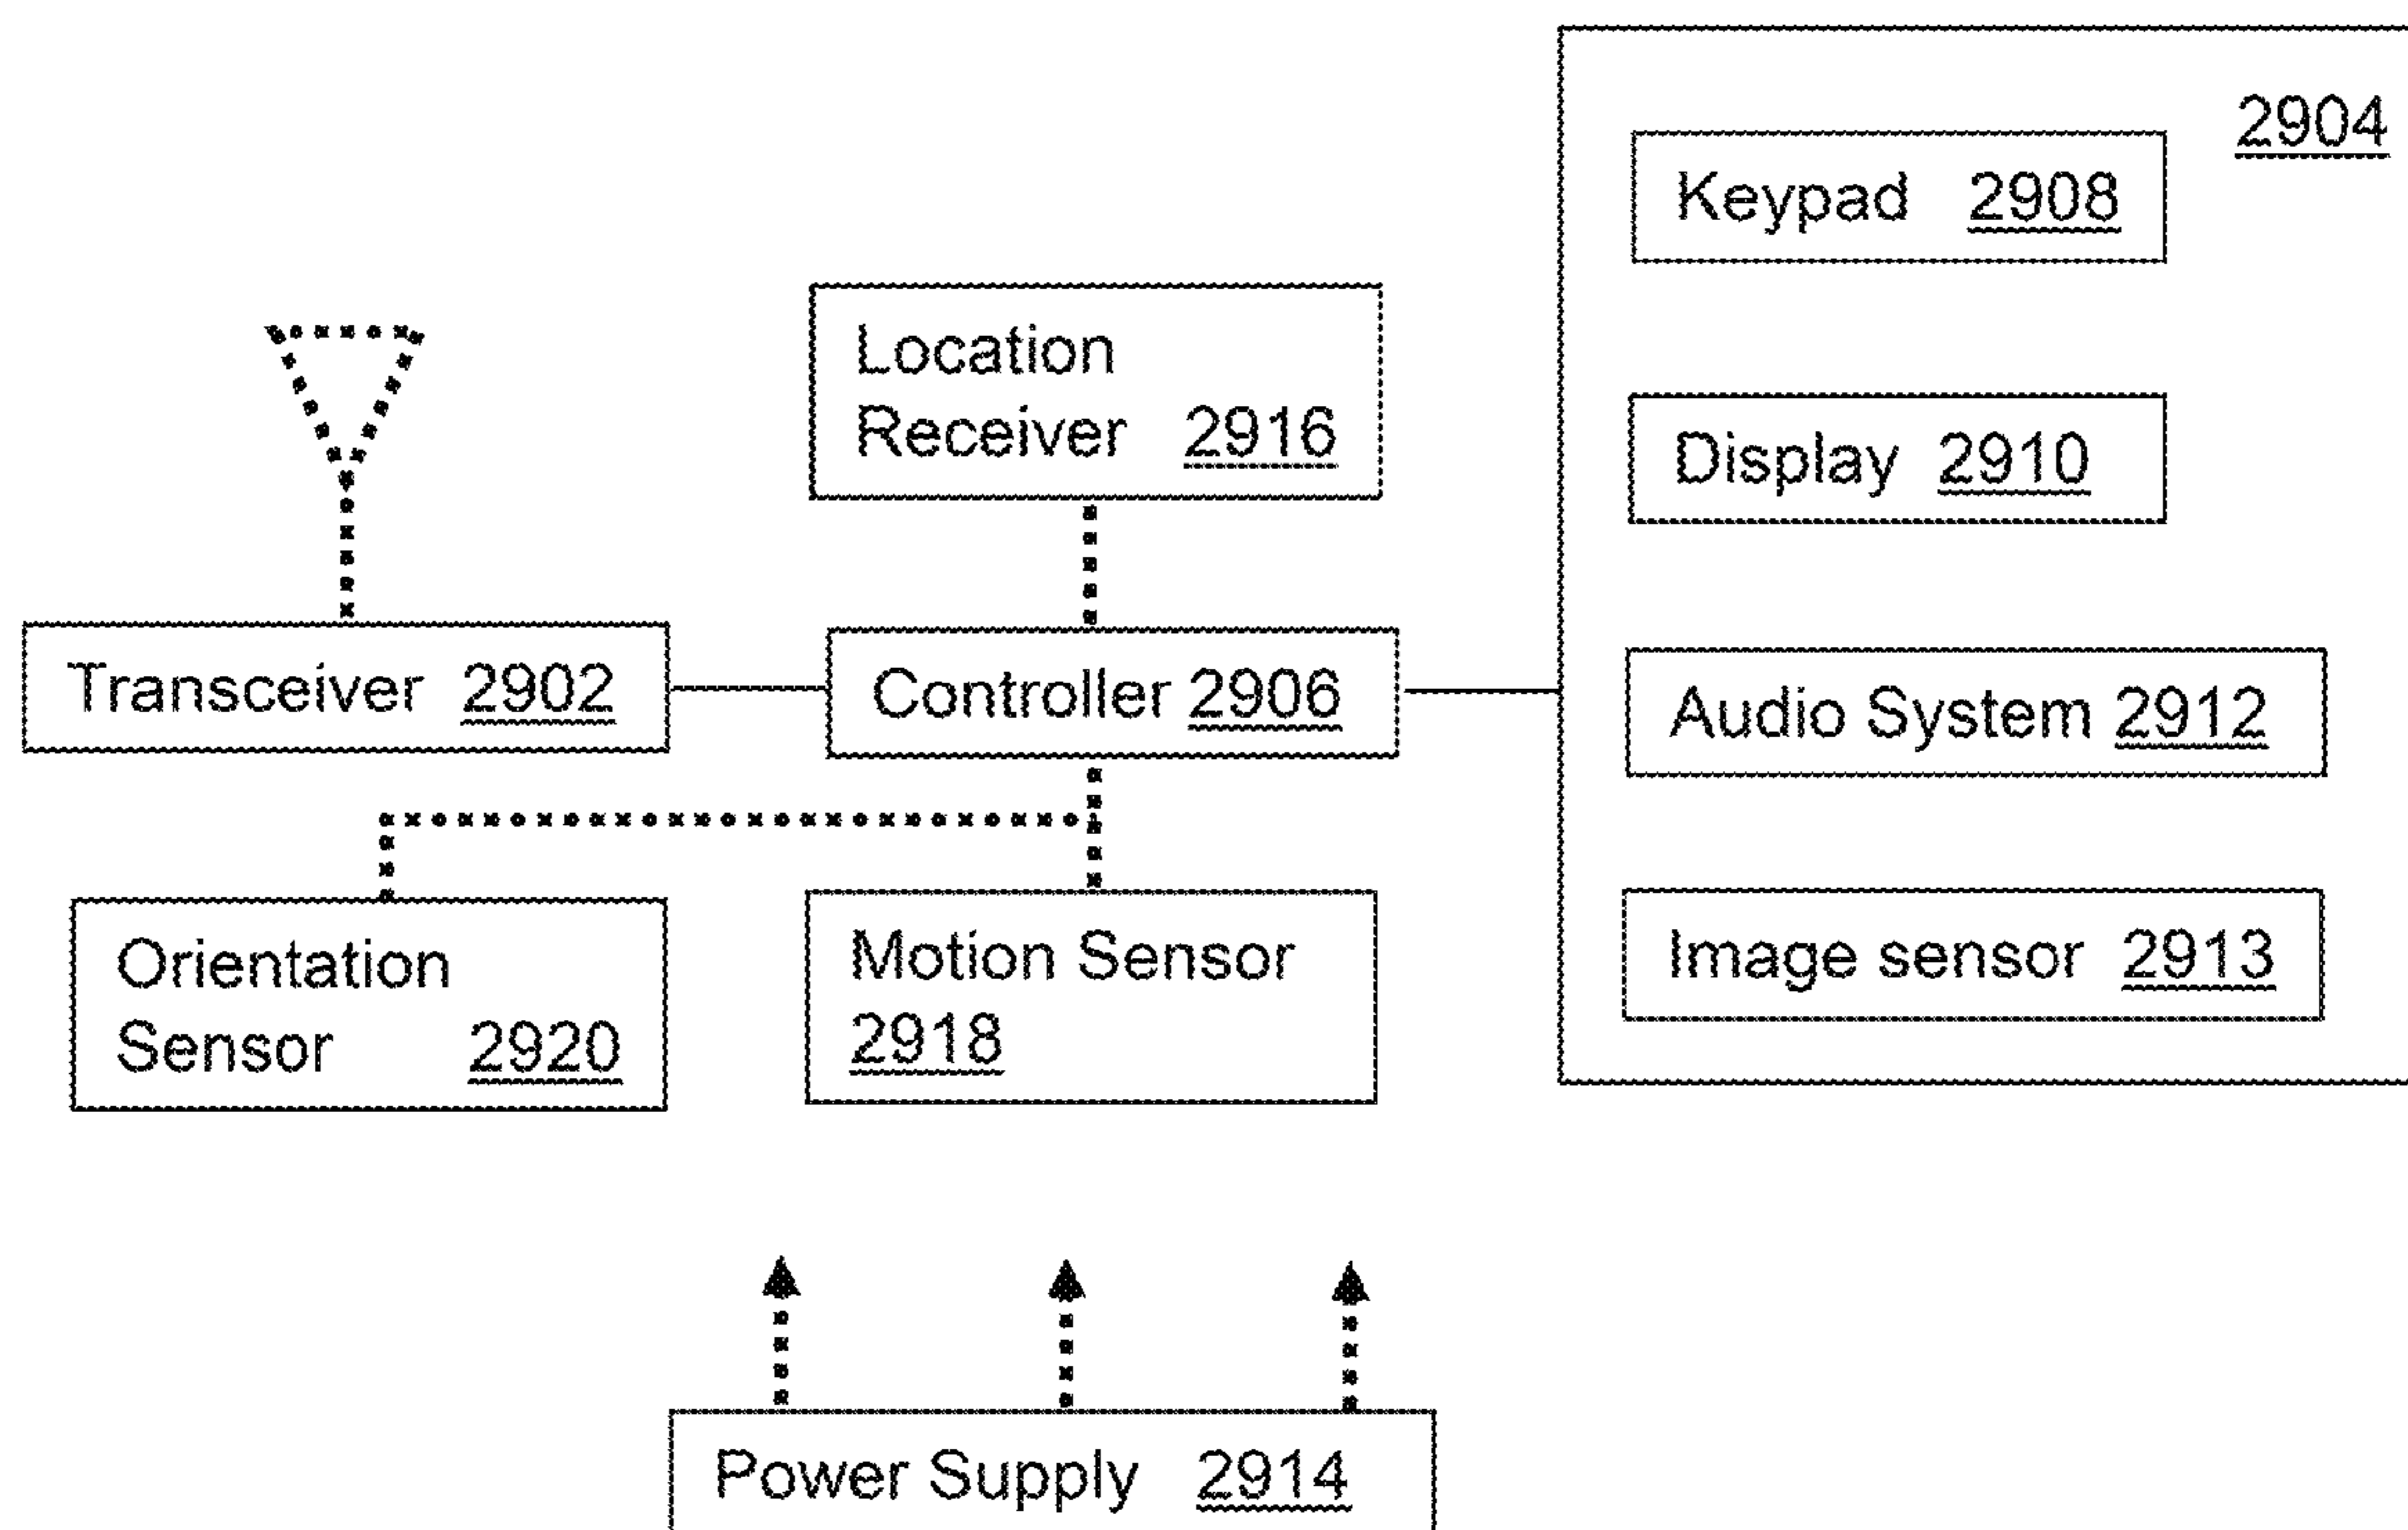 2904
Keypad 2908
Location
Receiver 2916
Display 2910
Transceiver 2902
Controller 2906
Audio System 2912
Orientation
Sensor 2920
Motion Sensor
2918
Image sensor 2913
Power Supply 2914